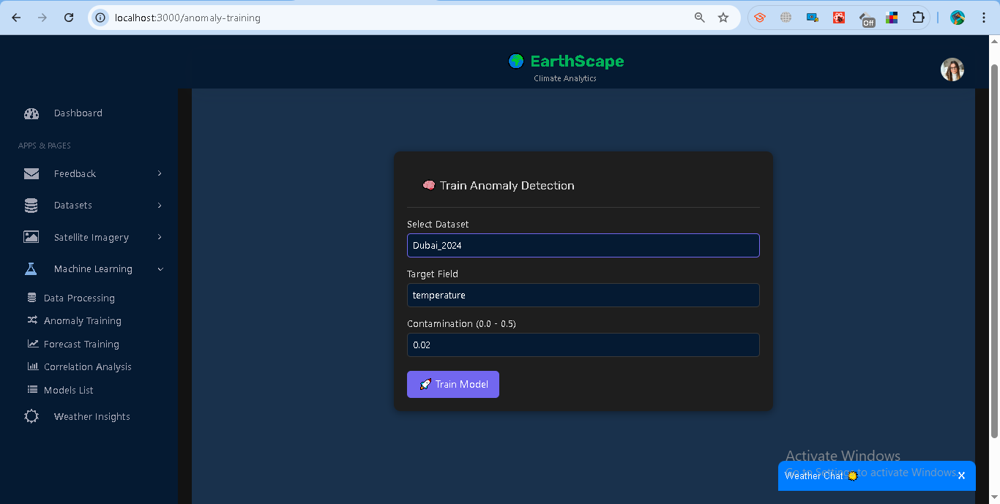 localhost:3000/anomaly-training
Off
EarthScape
Climate Analytics
Dashboard
APPS & PAGES
Feedback
Datasets
Satellite Imagery
Machine Learning
Data Processing
Anomaly Training
Forecast Training
Correlation Analysis
Models List
Weather Insights
Train Anomaly Detection
Select Dataset
Dubai_2024
Target Field
temperature
Contamination (0.0 - 0.5)
0.02
Train Model
Activate Windows
Go to Settings to activate Windows.
Weather Chat